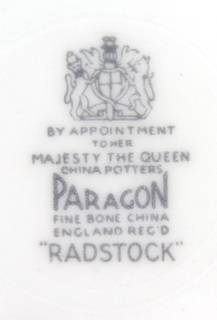 BY APPOINTMENT
TO HER
MAJESTY THE QUEEN
CHINA POTTERS
PARAGON
FINE BONE CHINA
ENGLAND REG'D
"RADSTOCK"